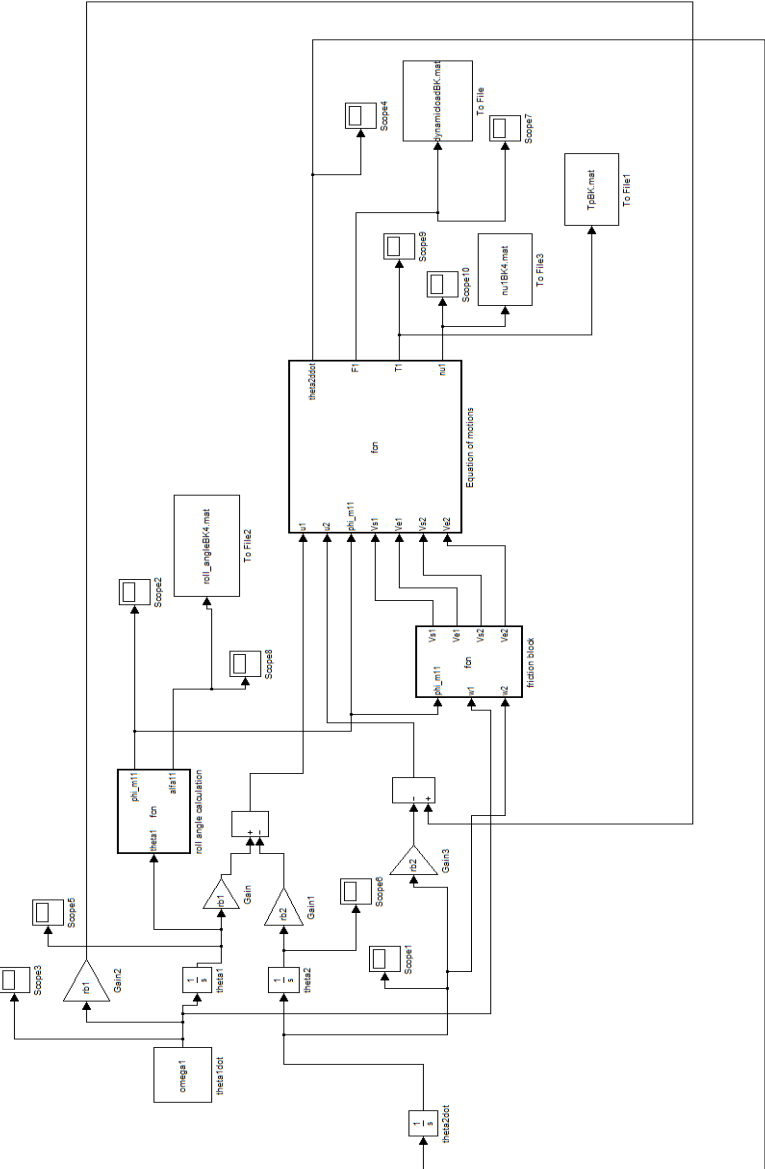 Scope3
omega1
theta1dot
rb1
Gain2
Scope5
1
s
theta1
rb1
Gain
theta1
fcn
phi_m11
alfa11
roll angle calculation
Scope2
roll_angleBK4.mat
To File2
Scope8
1
s
theta2
rb2
Gain1
+
-
Scope6
Scope1
1
s
theta2dot
rb2
Gain3
-
+
phi_m11
w1
w2
fcn
Vs1
Ve1
Vs2
Ve2
friction block
u1
u2
phi_m11
Vs1
Ve1
Vs2
Ve2
fcn
theta2ddot
F1
T1
nu1
Equation of motions
Scope4
dynamicloadBK.mat
To File
Scope7
Scope9
Scope10
nu1BK4.mat
To File3
TpBK.mat
To File1